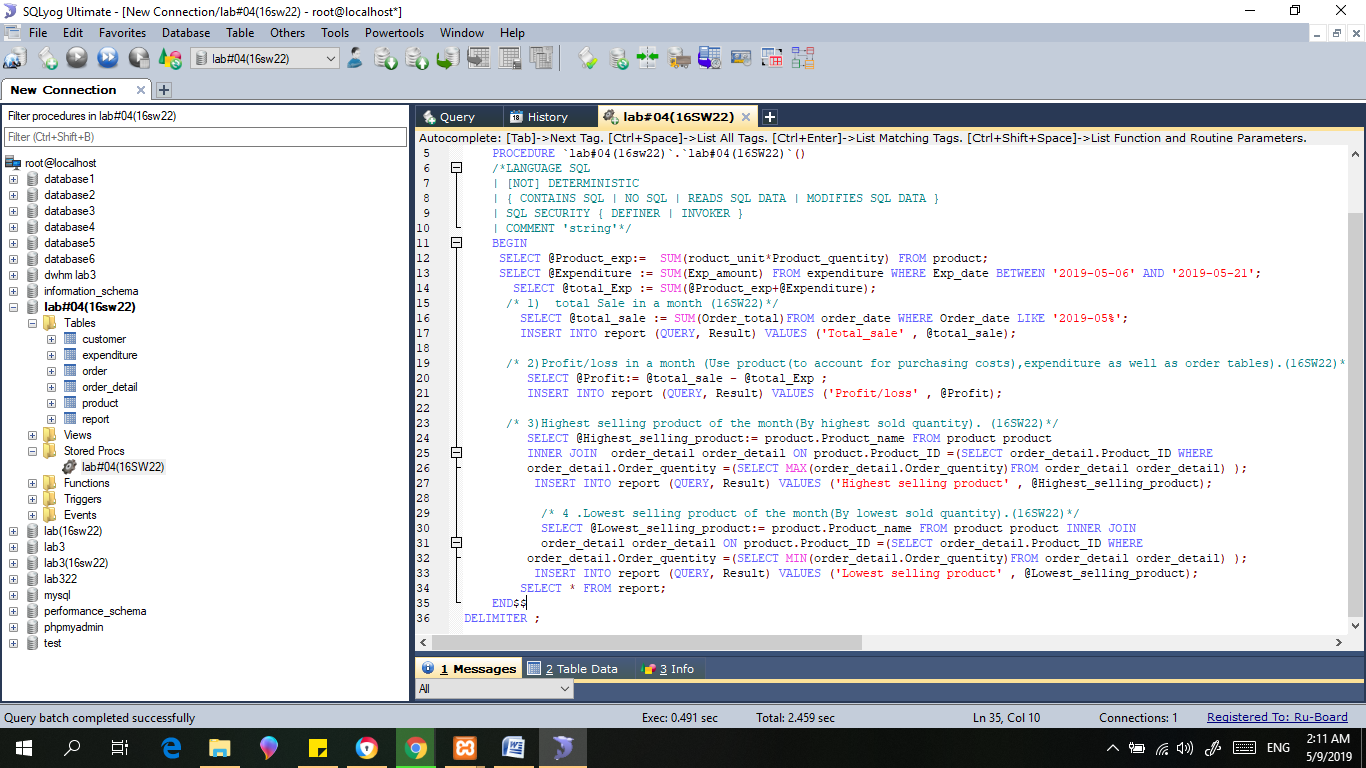 SQLyog Ultimate - [New Connection/lab#04(16sw22) - root@localhost*]
File Edit Favorites Database Table Others Tools Powertools Window Help
lab#04(16sw22)
New Connection
Filter procedures in lab#04(16sw22)
Filter (Ctrl+Shift+B)
root@localhost
database1
database2
database3
database4
database5
database6
dwhm lab3
information_schema
lab#04(16sw22)
Tables
customer
expenditure
order
order_detail
product
report
Views
Stored Procs
lab#04(16SW22)
Functions
Triggers
Events
lab(16sw22)
lab3
lab3(16sw22)
lab322
mysql
performance_schema
phpmyadmin
test
Query History lab#04(16SW22)
Autocomplete: [Tab]->Next Tag. [Ctrl+Space]->List All Tags. [Ctrl+Enter]->List Matching Tags. [Ctrl+Shift+Space]->List Function and Routine Parameters.
5 PROCEDURE `lab#04(16sw22)`.`lab#04(16SW22)`()
6 /*LANGUAGE SQL
7 | [NOT] DETERMINISTIC
8 | { CONTAINS SQL | NO SQL | READS SQL DATA | MODIFIES SQL DATA }
9 | SQL SECURITY { DEFINER | INVOKER }
10 | COMMENT 'string'*/
11 BEGIN
12 SELECT @Product_exp:= SUM(roduct_unit*Product_quentity) FROM product;
13 SELECT @Expenditure := SUM(Exp_amount) FROM expenditure WHERE Exp_date BETWEEN '2019-05-06' AND '2019-05-21';
14 SELECT @total_Exp := SUM(@Product_exp+@Expenditure);
15 /* 1) total Sale in a month (16SW22)*/
16 SELECT @total_sale := SUM(Order_total)FROM order_date WHERE Order_date LIKE '2019-05%';
17 INSERT INTO report (QUERY, Result) VALUES ('Total_sale' , @total_sale);
18
19 /* 2)Profit/loss in a month (Use product(to account for purchasing costs),expenditure as well as order tables).(16SW22)*
20 SELECT @Profit:= @total_sale - @total_Exp ;
21 INSERT INTO report (QUERY, Result) VALUES ('Profit/loss' , @Profit);
22
23 /* 3)Highest selling product of the month(By highest sold quantity). (16SW22)*/
24 SELECT @Highest_selling_product:= product.Product_name FROM product product
25 INNER JOIN order_detail order_detail ON product.Product_ID =(SELECT order_detail.Product_ID WHERE
26 order_detail.Order_quentity =(SELECT MAX(order_detail.Order_quentity)FROM order_detail order_detail) );
27 INSERT INTO report (QUERY, Result) VALUES ('Highest selling product' , @Highest_selling_product);
28
29 /* 4 .Lowest selling product of the month(By lowest sold quantity).(16SW22)*/
30 SELECT @Lowest_selling_product:= product.Product_name FROM product product INNER JOIN
31 order_detail order_detail ON product.Product_ID =(SELECT order_detail.Product_ID WHERE
32 order_detail.Order_quentity =(SELECT MIN(order_detail.Order_quentity)FROM order_detail order_detail) );
33 INSERT INTO report (QUERY, Result) VALUES ('Lowest selling product' , @Lowest_selling_product);
34 SELECT * FROM report;
35 END$$
36 DELIMITER ;
1 Messages 2 Table Data 3 Info
All
Query batch completed successfully Exec: 0.491 sec Total: 2.459 sec Ln 35, Col 10 Connections: 1 Registered To: Ru-Board
ENG 2:11 AM
5/9/2019